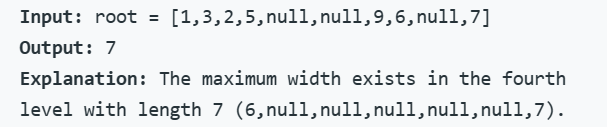 Input: root = [1,3,2,5,null,null,9,6,null,7]
Output: 7
Explanation: The maximum width exists in the fourth
level with length 7 (6,null,null,null,null,null,7).